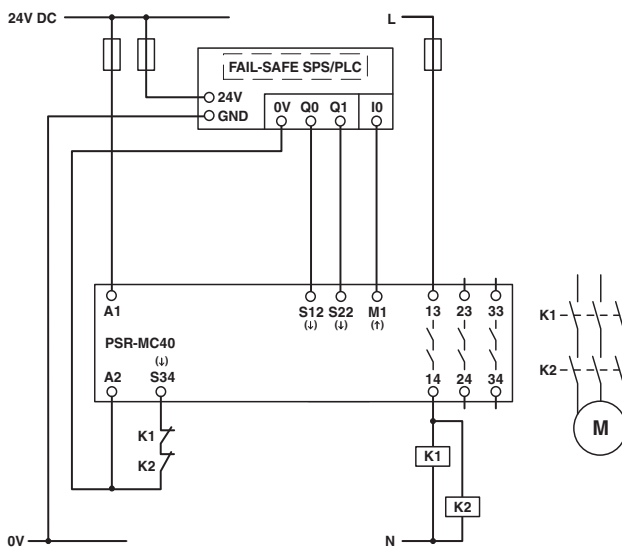 24V DC
L
FAIL-SAFE SPS/PLC
24V
GND
0V Q0 Q1 I0
A1
S12 S22 M1 13 23 33
(↓) (↓) (↑)
PSR-MC40
(↓)
A2 S34
14 24 34
K1
K2
K1
K2
K1
K2
M
0V
N